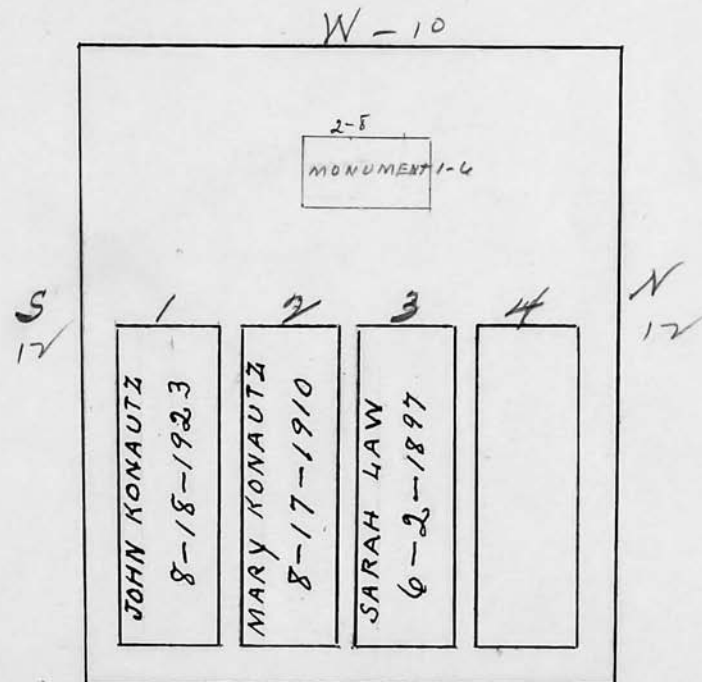 W - 10
2-8
MONUMENT 1-6
S
12
N
12
1
2
3
4
JOHN KONAUTZ
8-18-1923
MARY KONAUTZ
8-17-1910
SARAH LAW
6-2-1897